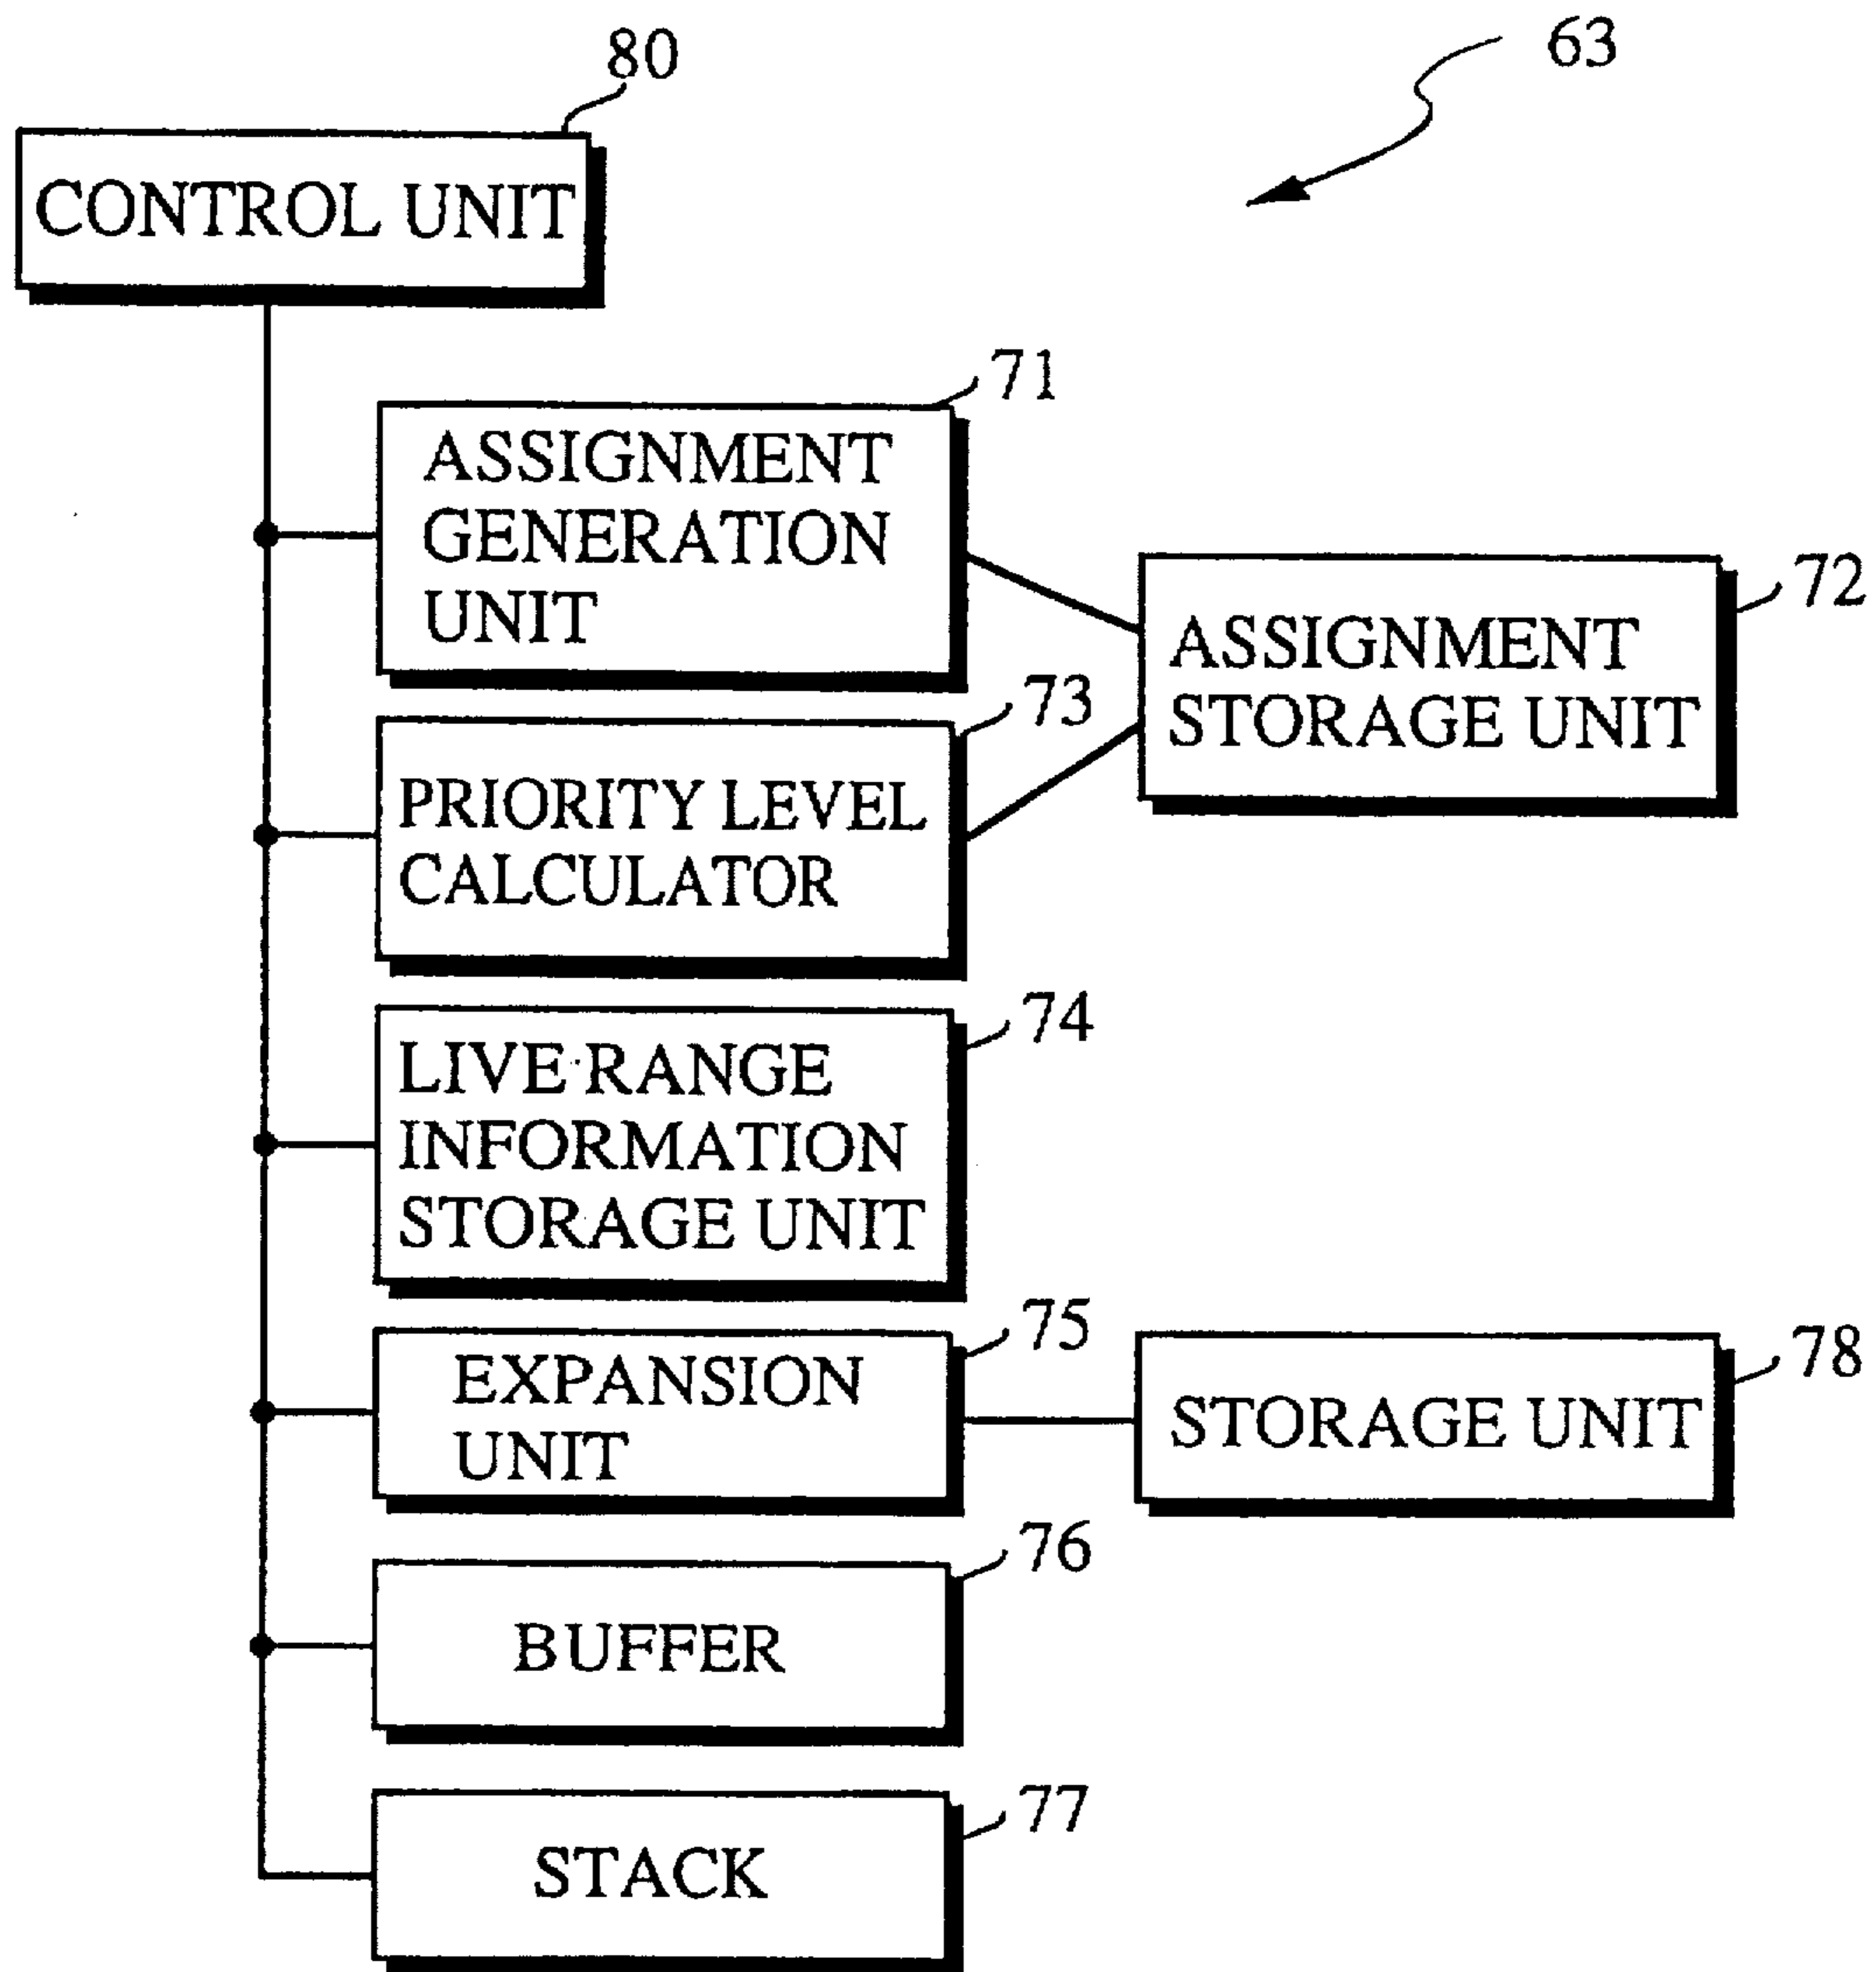 80
63
CONTROL UNIT
71
ASSIGNMENT
GENERATION
UNIT
72
ASSIGNMENT
STORAGE UNIT
73
PRIORITY LEVEL
CALCULATOR
74
LIVE RANGE
INFORMATION
STORAGE UNIT
75
EXPANSION
UNIT
78
STORAGE UNIT
76
BUFFER
77
STACK